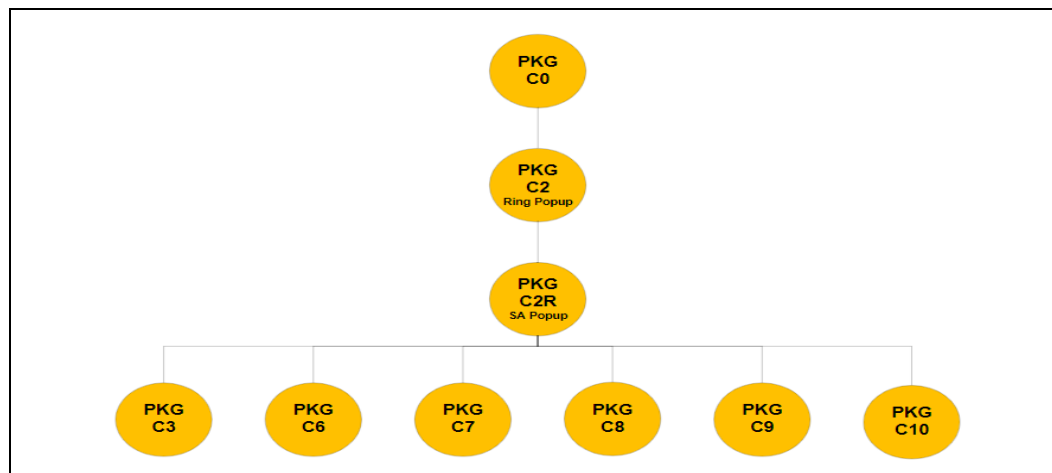 PKG
C0
PKG
C2
Ring Popup
PKG
C2R
SA Popup
PKG
C3
PKG
C6
PKG
C7
PKG
C8
PKG
C9
PKG
C10